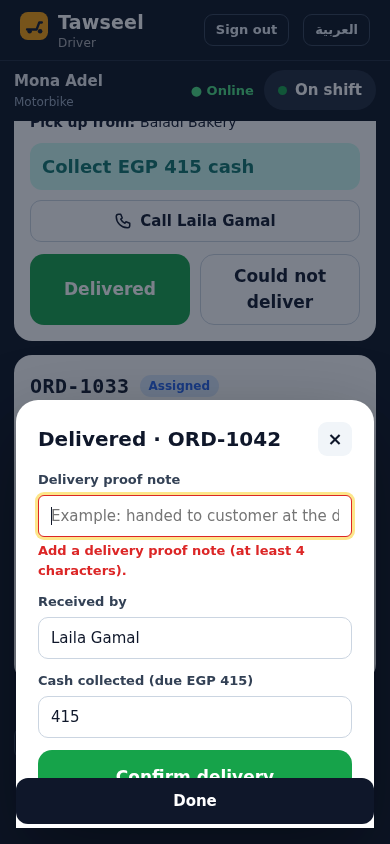 Tawseel
Driver
Sign out
العربية
Mona Adel
Motorbike
Online
On shift
Pick up from: Baladi Bakery
Collect EGP 415 cash
Call Laila Gamal
Delivered
Could not
deliver
ORD-1033
Assigned
Delivered · ORD-1042
×
Delivery proof note
Example: handed to customer at the d
Add a delivery proof note (at least 4
characters).
Received by
Laila Gamal
Cash collected (due EGP 415)
415
Confirm delivery
Done